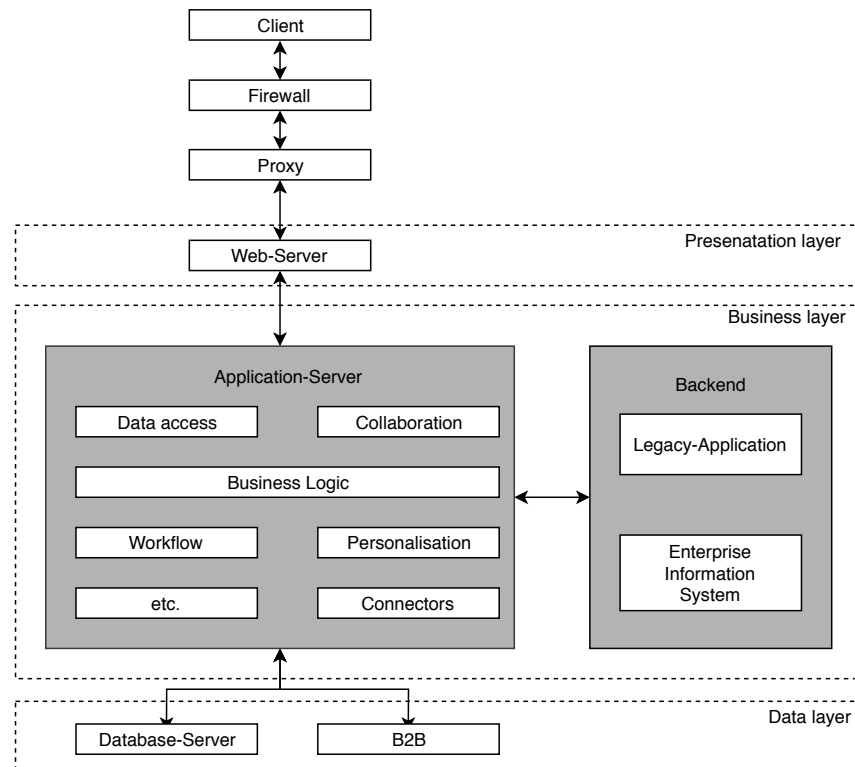 Client
Firewall
Proxy
Presenatation layer
Web-Server
Business layer
Application-Server
Data access
Collaboration
Business Logic
Workflow
Personalisation
etc.
Connectors
Backend
Legacy-Application
Enterprise
Information
System
Data layer
Database-Server
B2B